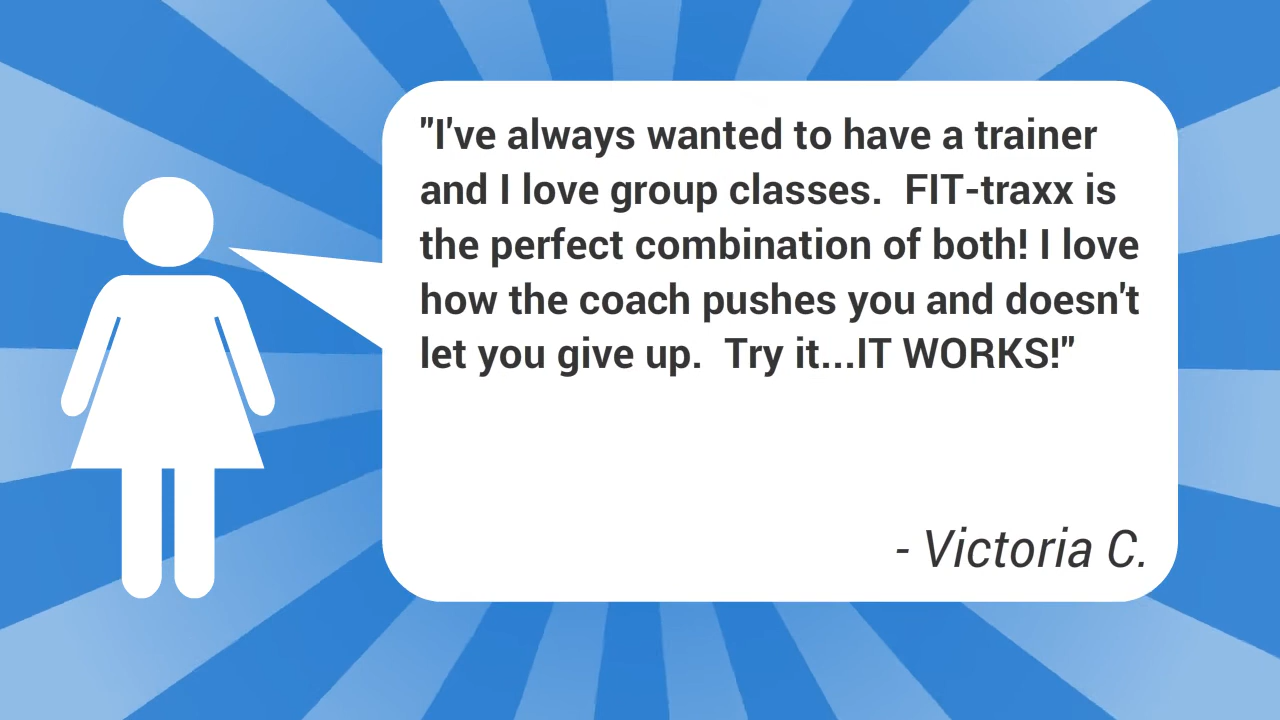 "I've always wanted to have a trainer
and I love group classes.  FIT-traxx is
the perfect combination of both! I love
how the coach pushes you and doesn't
let you give up.  Try it...IT WORKS!"
- Victoria C.